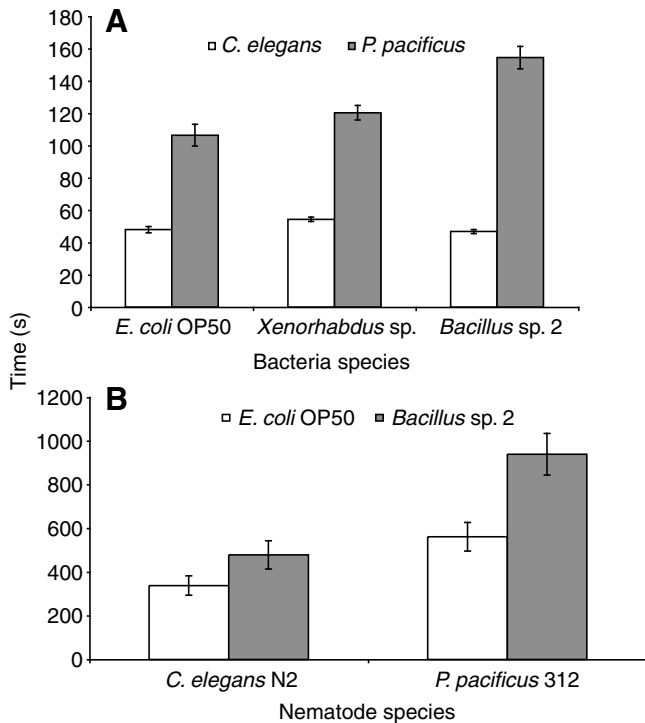 A
C. elegans P. pacificus
180
160
140
120
100
80
60
40
20
0
E. coli OP50 Xenorhabdus sp. Bacillus sp. 2
Bacteria species
Time (s)
B
E. coli OP50 Bacillus sp. 2
1200
1000
800
600
400
200
0
C. elegans N2 P. pacificus 312
Nematode species